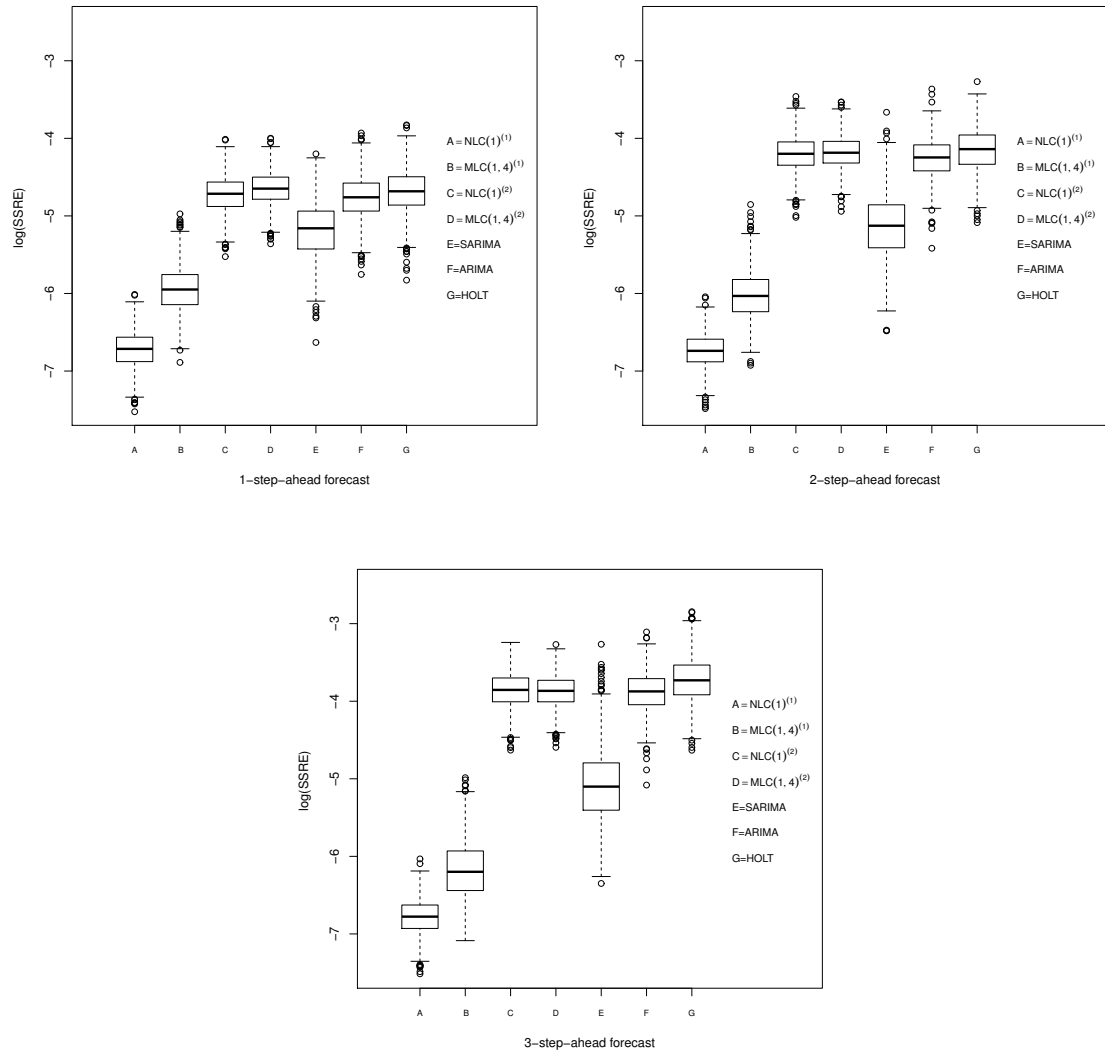 log(SSRE)
-3
-4
-5
-6
-7
A = NLC(1)⁽¹⁾
B = MLC(1, 4)⁽¹⁾
C = NLC(1)⁽²⁾
D = MLC(1, 4)⁽²⁾
E=SARIMA
F=ARIMA
G=HOLT
A B C D E F G
1-step-ahead forecast
log(SSRE)
-3
-4
-5
-6
-7
A = NLC(1)⁽¹⁾
B = MLC(1, 4)⁽¹⁾
C = NLC(1)⁽²⁾
D = MLC(1, 4)⁽²⁾
E=SARIMA
F=ARIMA
G=HOLT
A B C D E F G
2-step-ahead forecast
log(SSRE)
-3
-4
-5
-6
-7
A = NLC(1)⁽¹⁾
B = MLC(1, 4)⁽¹⁾
C = NLC(1)⁽²⁾
D = MLC(1, 4)⁽²⁾
E=SARIMA
F=ARIMA
G=HOLT
A B C D E F G
3-step-ahead forecast